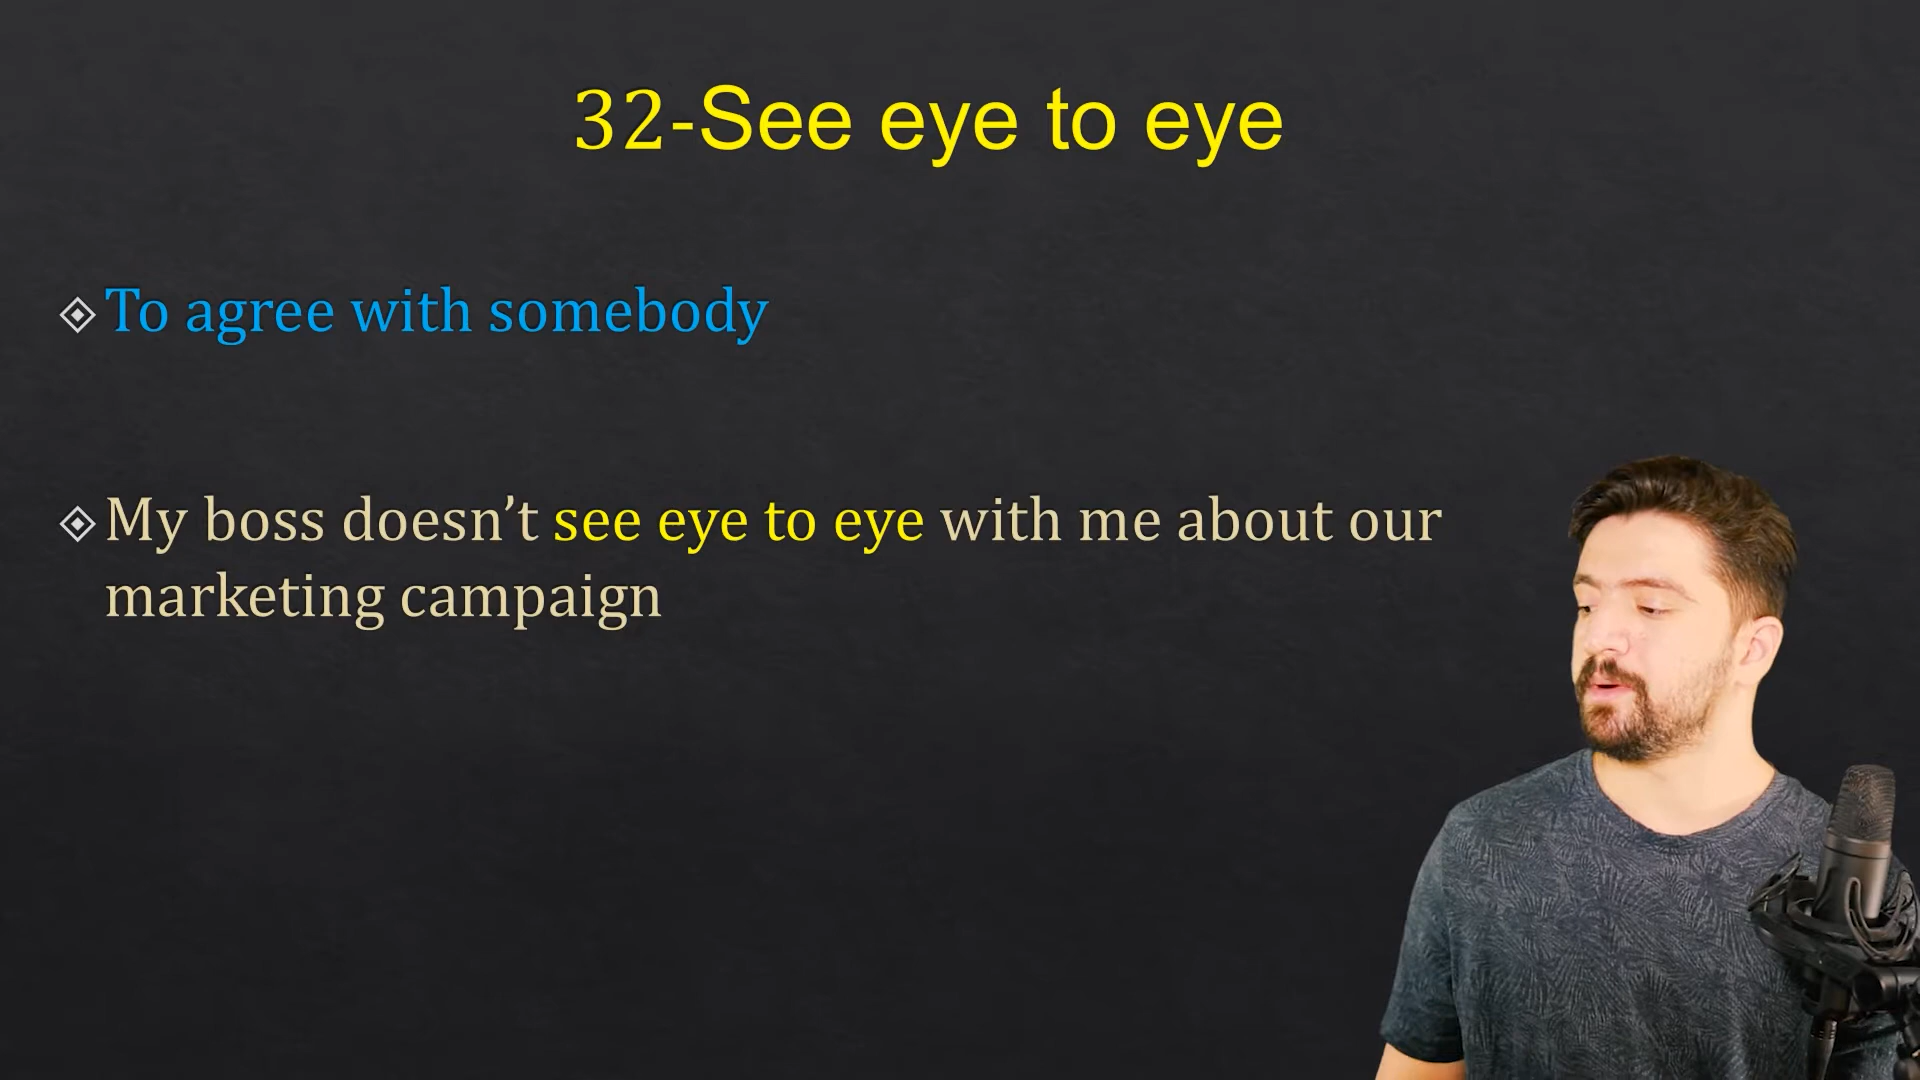 32-See eye to eye
To agree with somebody
My boss doesn’t see eye to eye with me about our
marketing campaign